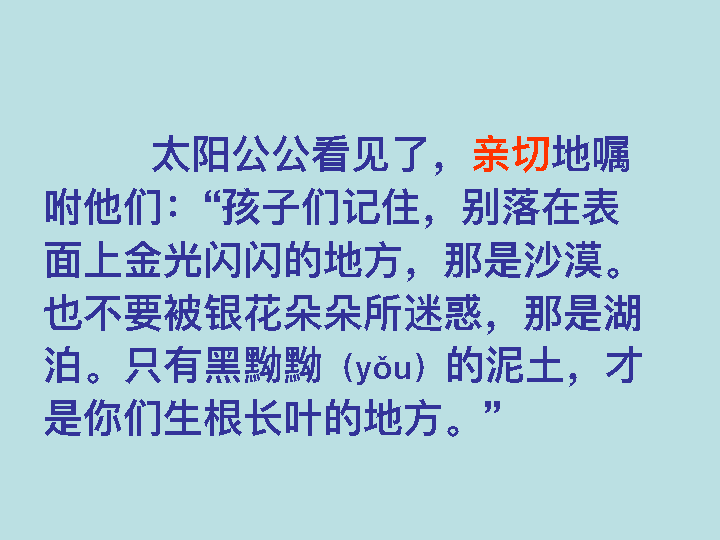 太阳公公看见了，亲切地嘱
咐他们：“孩子们记住，别落在表
面上金光闪闪的地方，那是沙漠。
也不要被银花朵朵所迷惑，那是湖
泊。只有黑黝黝（yǒu）的泥土，才
是你们生根长叶的地方。”